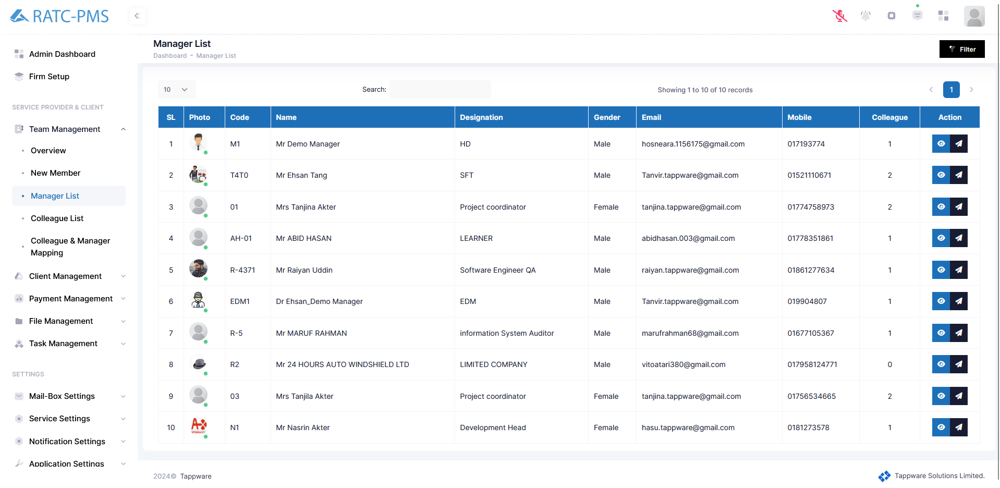 RATC-PMS
Admin Dashboard
Firm Setup
SERVICE PROVIDER & CLIENT
Team Management
Overview
New Member
Manager List
Colleague List
Colleague & Manager
Mapping
Client Management
Payment Management
File Management
Task Management
SETTINGS
Mail-Box Settings
Service Settings
Notification Settings
Application Settings
Manager List
Dashboard - Manager List
Filter
10
Search:
Showing 1 to 10 of 10 records
1
SL Photo Code Name Designation Gender Email Mobile Colleague Action
1 M1 Mr Demo Manager HD Male hosneara.1156175@gmail.com 017193774 1
2 T4T0 Mr Ehsan Tang SFT Male Tanvir.tappware@gmail.com 01521110671 2
3 01 Mrs Tanjina Akter Project coordinator Female tanjina.tappware@gmail.com 01774758973 2
4 AH-01 Mr ABID HASAN LEARNER Male abidhasan.003@gmail.com 01778351861 1
5 R-4371 Mr Raiyan Uddin Software Engineer QA Male raiyan.tappware@gmail.com 01861277634 1
6 EDM1 Dr Ehsan_Demo Manager EDM Male Tanvir.tappware@gmail.com 019904807 1
7 R-5 Mr MARUF RAHMAN information System Auditor Male marufrahman68@gmail.com 01677105367 1
8 R2 Mr 24 HOURS AUTO WINDSHIELD LTD LIMITED COMPANY Male vitoatari380@gmail.com 017958124771 0
9 03 Mrs Tanjila Akter Project coordinator Female tanjina.tappware@gmail.com 01756534665 2
10 N1 Mr Nasrin Akter Development Head Female hasu.tappware@gmail.com 0181273578 1
2024© Tappware
Tappware Solutions Limited.